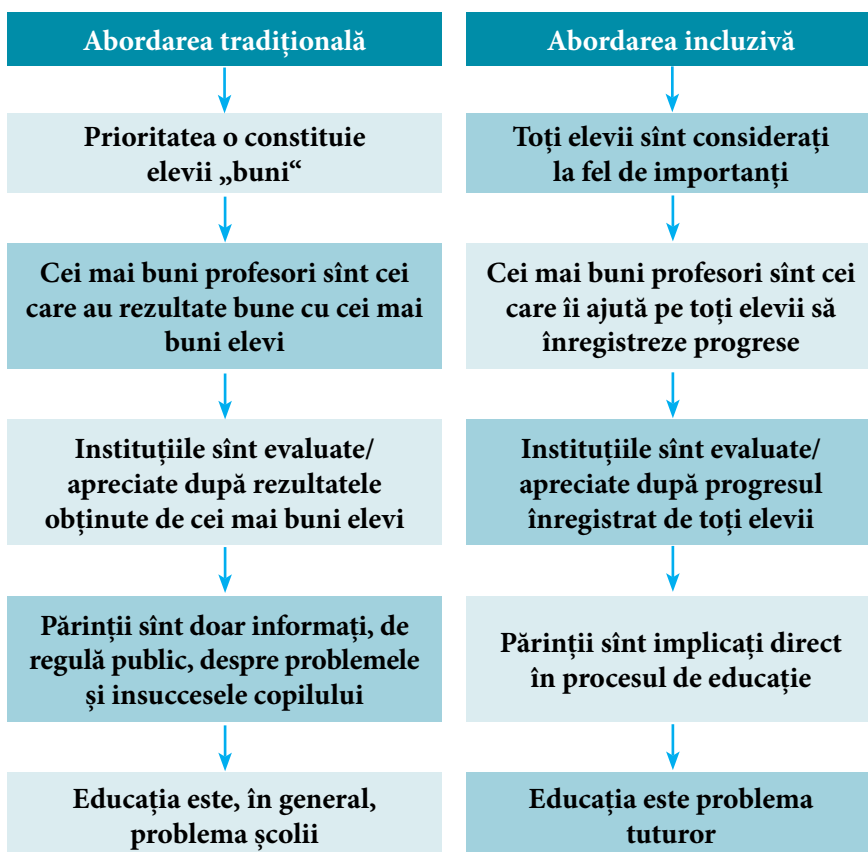 Abordarea tradițională
Prioritatea o constituie
elevii „buni“
Cei mai buni profesori sînt cei
care au rezultate bune cu cei mai
buni elevi
Instituțiile sînt evaluate/
apreciate după rezultatele
obținute de cei mai buni elevi
Părinții sînt doar informați, de
regulă public, despre problemele
și insuccesele copilului
Educația este, în general,
problema școlii
Abordarea incluzivă
Toți elevii sînt considerați
la fel de importanți
Cei mai buni profesori sînt cei
care îi ajută pe toți elevii să
înregistreze progrese
Instituțiile sînt evaluate/
apreciate după progresul
înregistrat de toți elevii
Părinții sînt implicați direct
în procesul de educație
Educația este problema
tuturor